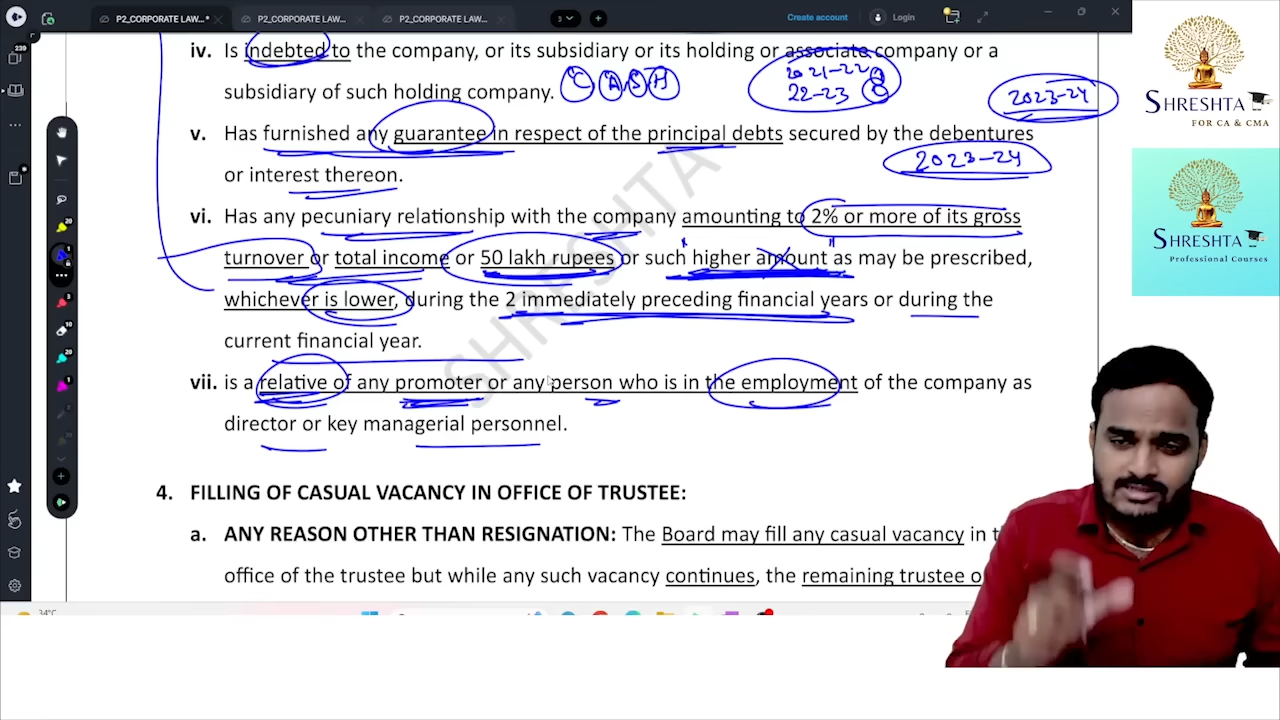 P2_CORPORATE LAW...* P2_CORPORATE LAW... P2_CORPORATE LAW... 3 Create account Login
239
iv. Is indebted to the company, or its subsidiary or its holding or associate company or a
subsidiary of such holding company.
C A S H
2021-22
22-23
2023-24
v. Has furnished any guarantee in respect of the principal debts secured by the debentures
or interest thereon.
2023-24
vi. Has any pecuniary relationship with the company amounting to 2% or more of its gross
turnover or total income or 50 lakh rupees or such "higher amount" as may be prescribed,
whichever is lower, during the 2 immediately preceding financial years or during the
current financial year.
vii. is a relative of any promoter or any person who is in the employment of the company as
director or key managerial personnel.
4. FILLING OF CASUAL VACANCY IN OFFICE OF TRUSTEE:
a. ANY REASON OTHER THAN RESIGNATION: The Board may fill any casual vacancy in
office of the trustee but while any such vacancy continues, the remaining trustee
SHRESHTA
34°C
SHRESHTA
FOR CA & CMA
SHRESHTA
Professional Courses